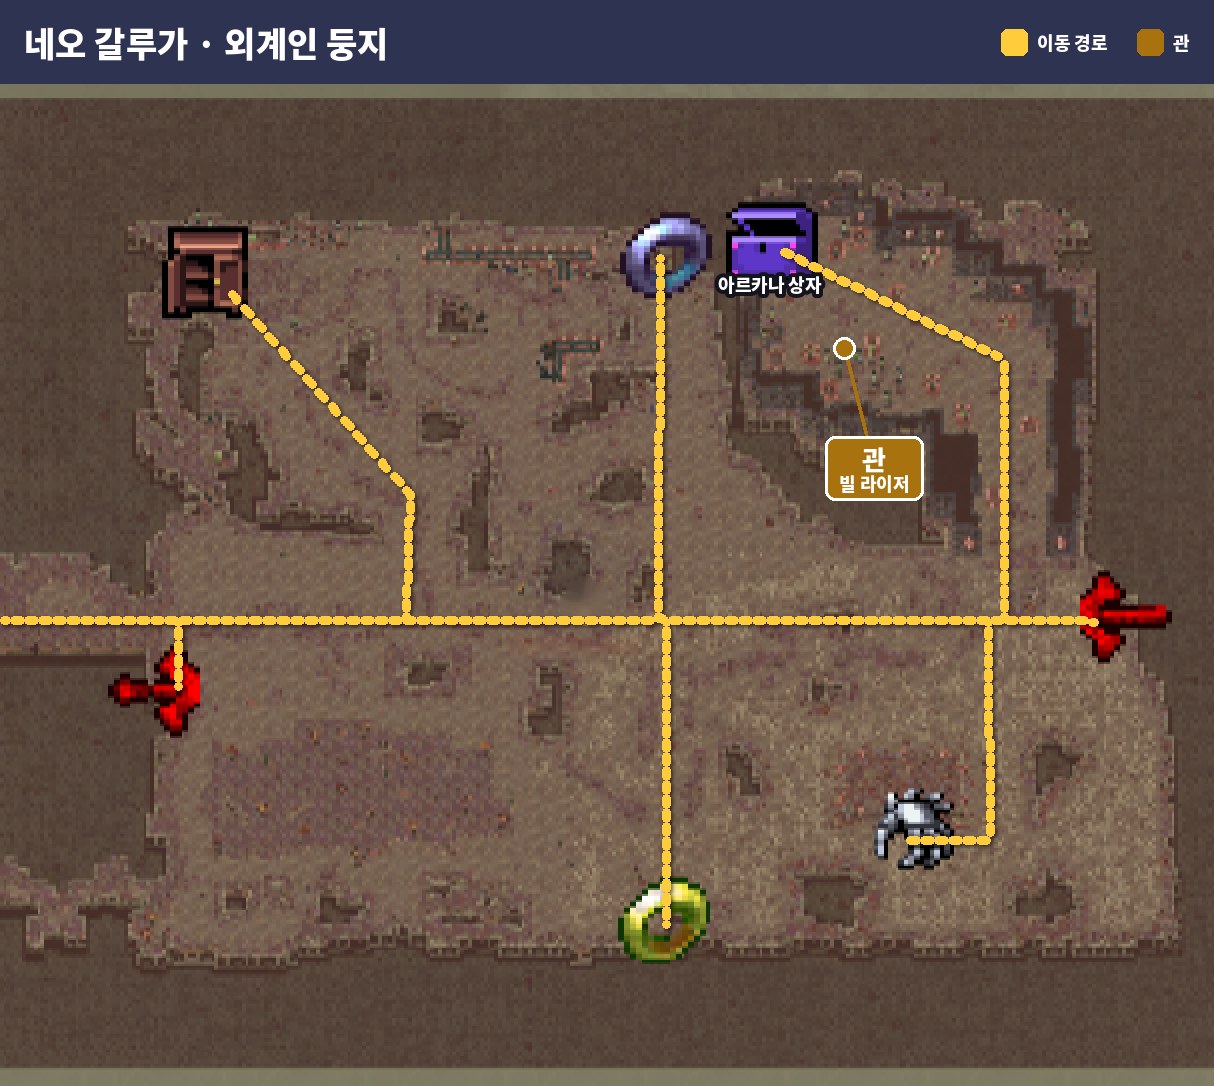 네오 갈루가 · 외계인 둥지
이동 경로
관
아르카나 상자
관
빌 라이저